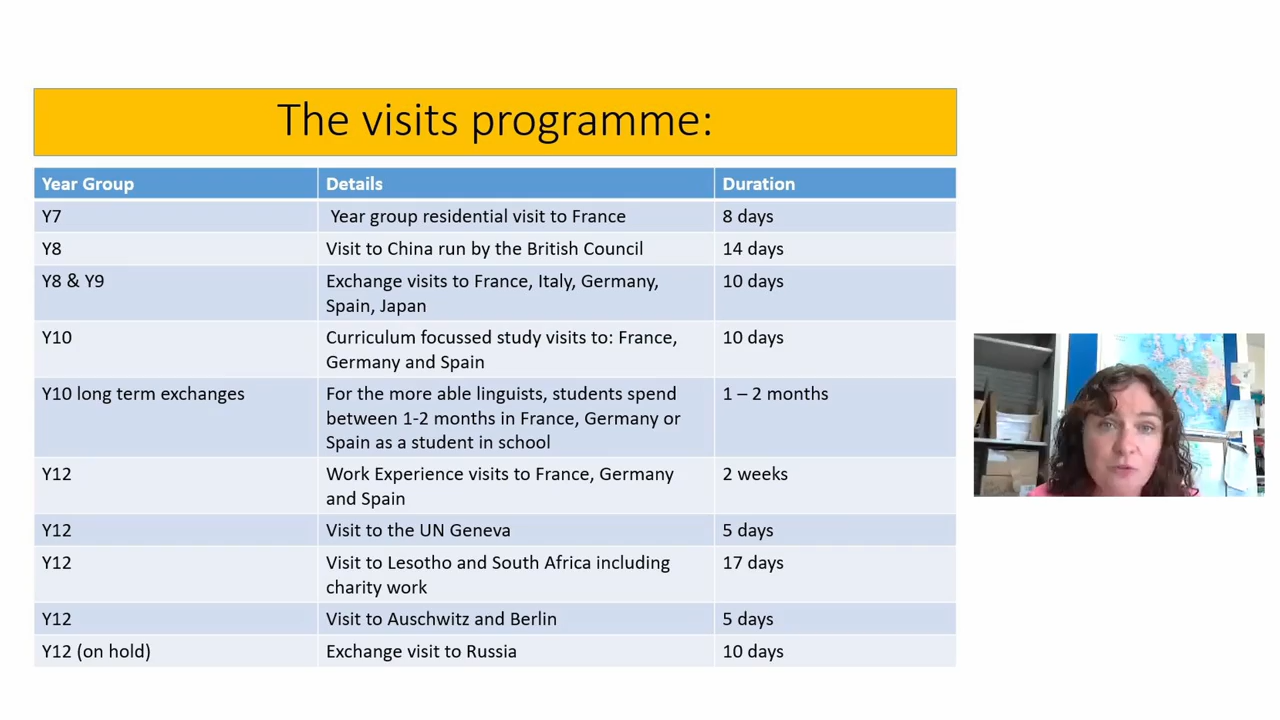 The visits programme:
Year Group Details Duration
Y7 Year group residential visit to France 8 days
Y8 Visit to China run by the British Council 14 days
Y8 & Y9 Exchange visits to France, Italy, Germany, 10 days
Spain, Japan
Y10 Curriculum focussed study visits to: France, 10 days
Germany and Spain
Y10 long term exchanges For the more able linguists, students spend 1 – 2 months
between 1-2 months in France, Germany or
Spain as a student in school
Y12 Work Experience visits to France, Germany 2 weeks
and Spain
Y12 Visit to the UN Geneva 5 days
Y12 Visit to Lesotho and South Africa including 17 days
charity work
Y12 Visit to Auschwitz and Berlin 5 days
Y12 (on hold) Exchange visit to Russia 10 days